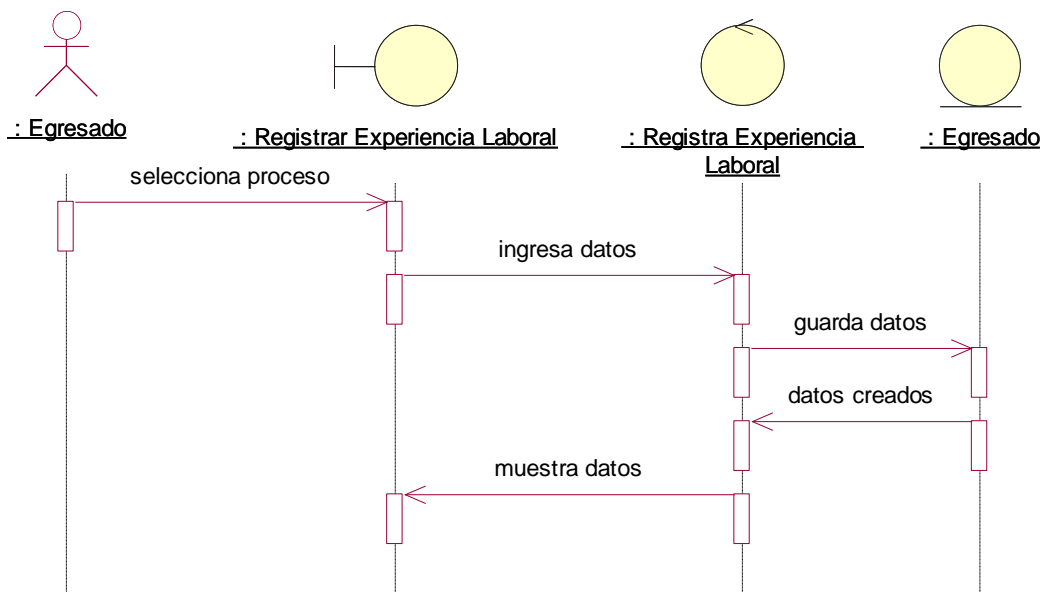 : Egresado
: Registrar Experiencia Laboral
: Registra Experiencia
Laboral
: Egresado
selecciona proceso
ingresa datos
guarda datos
datos creados
muestra datos